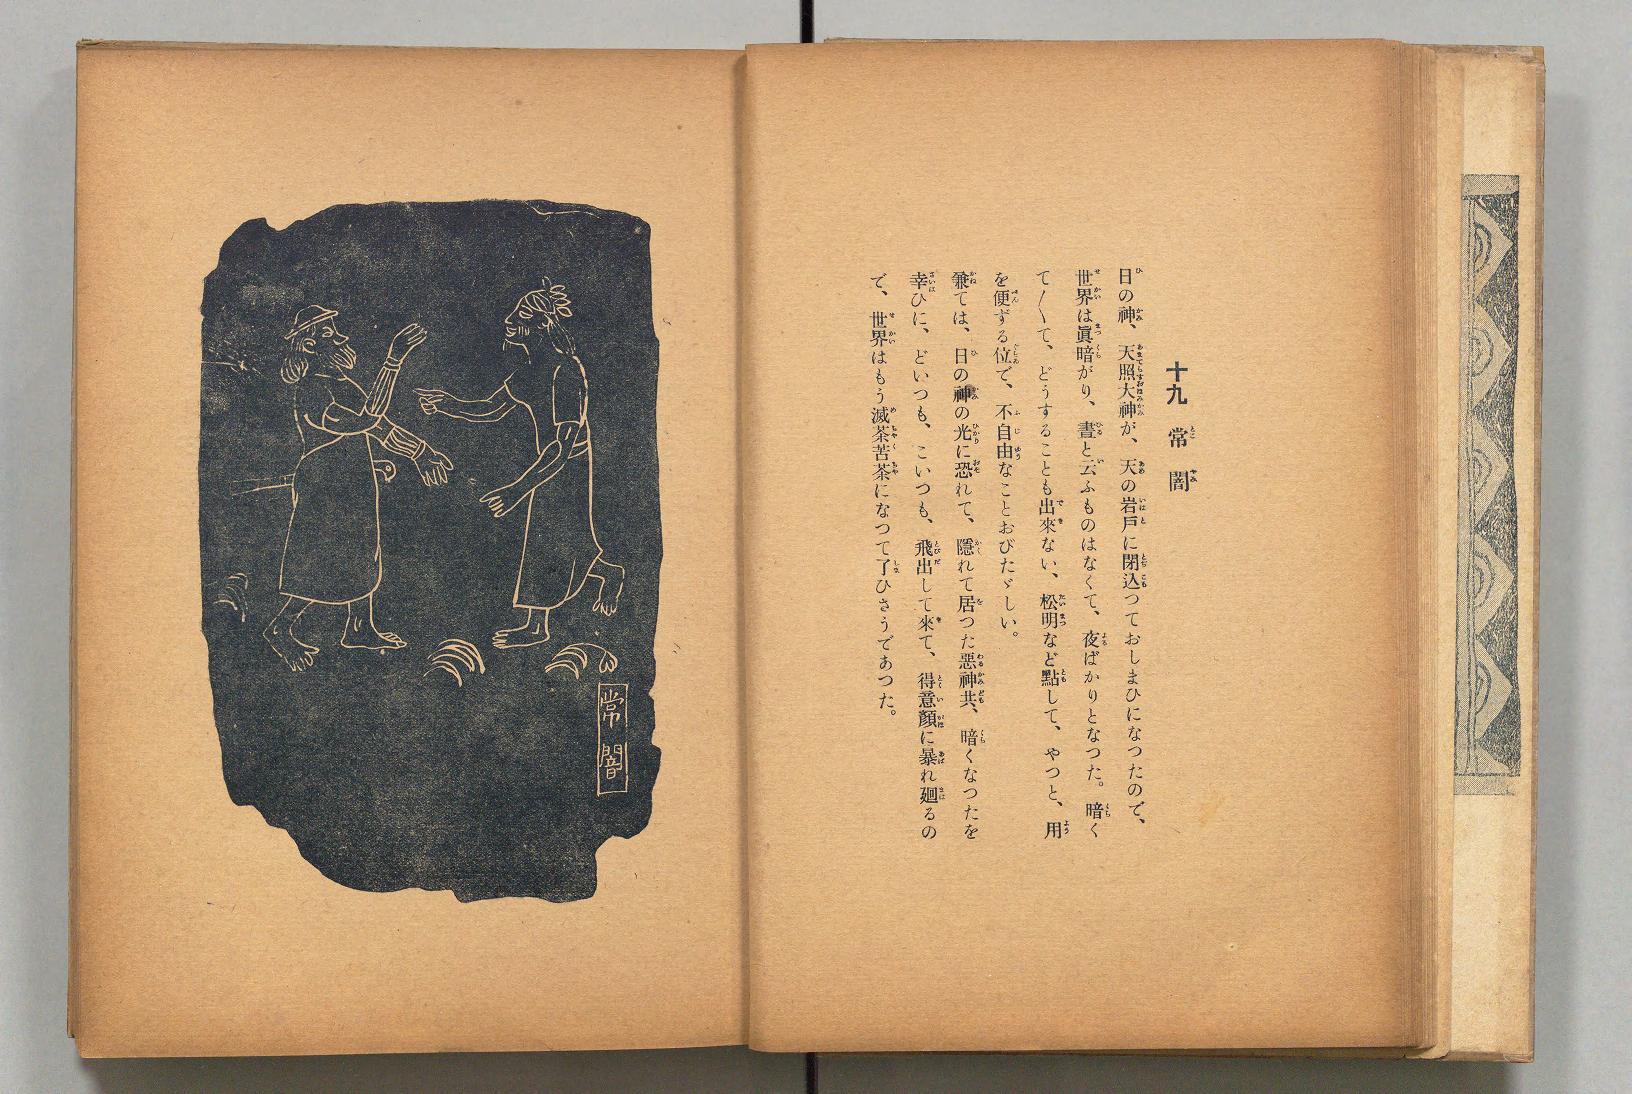 十九 常闇
日の神、天照大神が、天の岩戸に閉込つておしまひになつたので、
世界は眞暗がり、晝と云ふものはなくて、夜ばかりとなつた。暗く
て〳〵て、どうすることも出來ない、松明など點して、やつと、用
を便ずる位で、不自由なことおびたゞしい。
兼ては、日の神の光に恐れて、隱れて居つた惡神共、暗くなつたを
幸ひに、どいつも、こいつも、飛出して來て、得意顏に暴れ廻るの
で、世界はもう滅茶苦茶になつて了ひさうであつた。
常闇